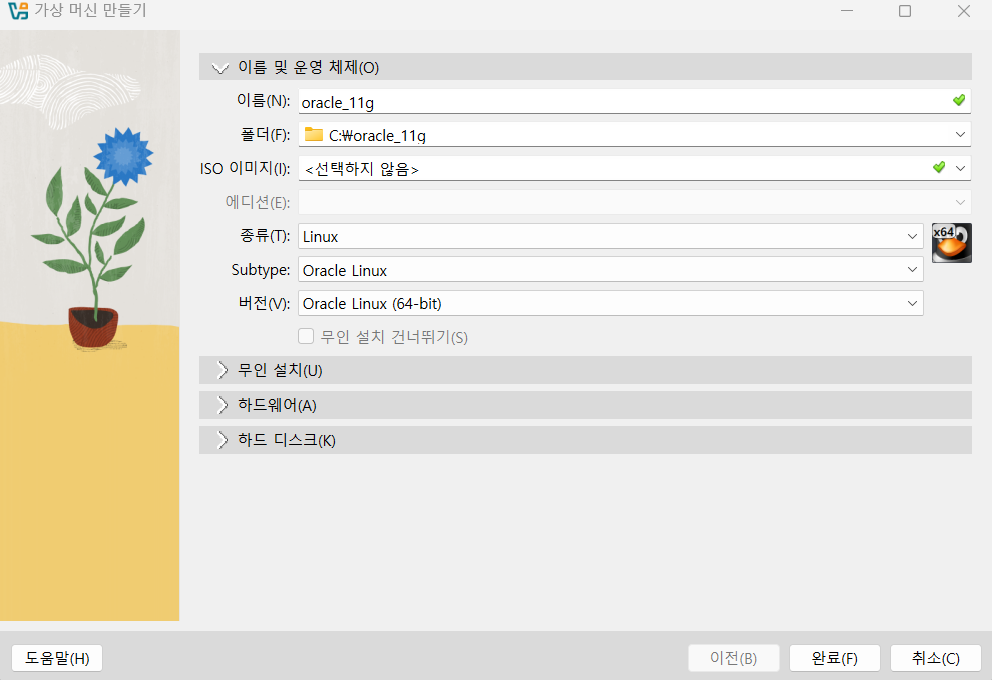 가상 머신 만들기
이름 및 운영 체제(O)
이름(N): oracle_11g
폴더(F): C:₩oracle_11g
ISO 이미지(I): <선택하지 않음>
에디션(E):
종류(T): Linux
x64
Subtype: Oracle Linux
버전(V): Oracle Linux (64-bit)
무인 설치 건너뛰기(S)
무인 설치(U)
하드웨어(A)
하드 디스크(K)
도움말(H) 이전(B) 완료(F) 취소(C)